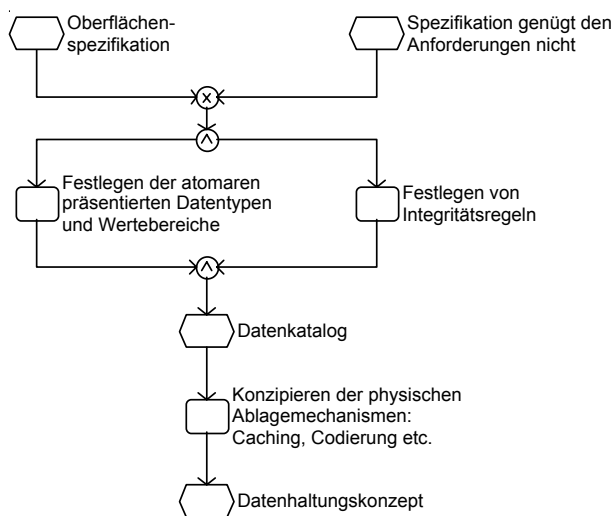 Oberflächen-
spezifikation
Spezifikation genügt den
Anforderungen nicht
x
^
Festlegen der atomaren
präsentierten Datentypen
und Wertebereiche
Festlegen von
Integritätsregeln
^
Datenkatalog
Konzipieren der physischen
Ablagemechanismen:
Caching, Codierung etc.
Datenhaltungskonzept